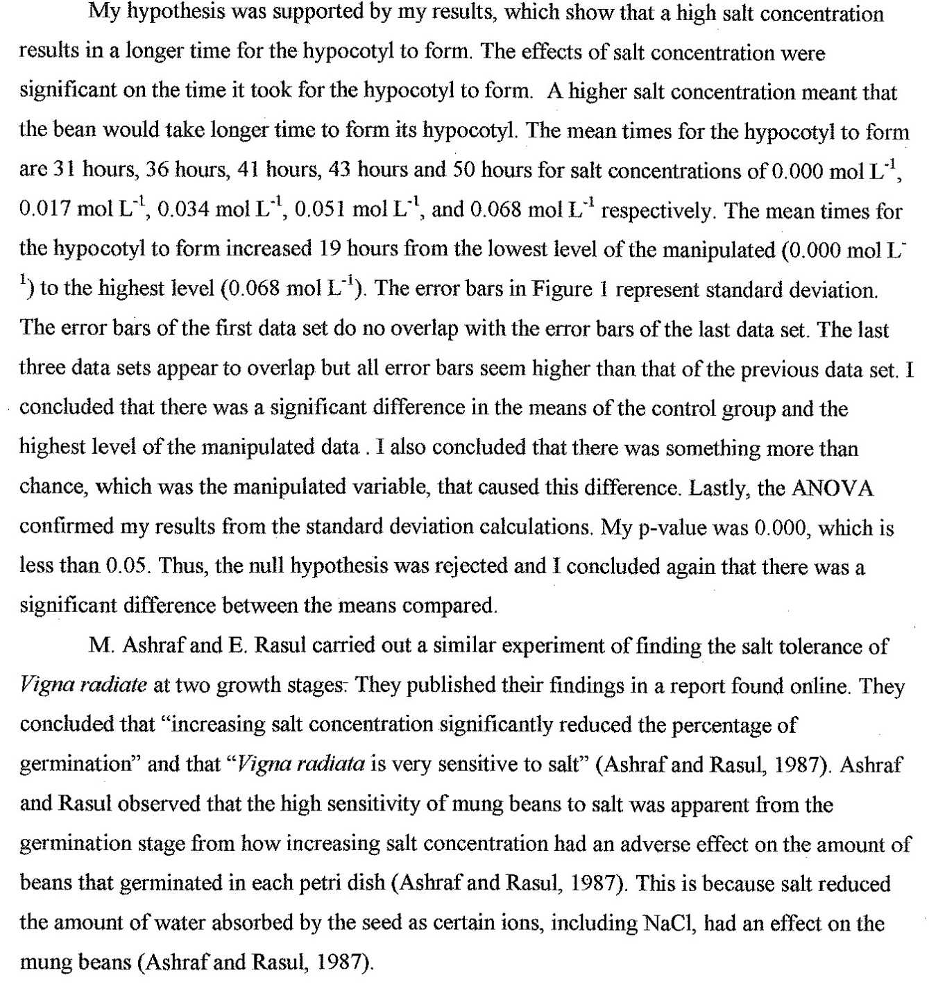 My hypothesis was supported by my results, which show that a high salt concentration
results in a longer time for the hypocotyl to form. The effects of salt concentration were
significant on the time it took for the hypocotyl to form.  A higher salt concentration meant that
the bean would take longer time to form its hypocotyl. The mean times for the hypocotyl to form
are 31 hours, 36 hours, 41 hours, 43 hours and 50 hours for salt concentrations of 0.000 mol L⁻¹,
0.017 mol L⁻¹, 0.034 mol L⁻¹, 0.051 mol L⁻¹, and 0.068 mol L⁻¹ respectively. The mean times for
the hypocotyl to form increased 19 hours from the lowest level of the manipulated (0.000 mol L⁻
¹) to the highest level (0.068 mol L⁻¹). The error bars in Figure 1 represent standard deviation.
The error bars of the first data set do no overlap with the error bars of the last data set. The last
three data sets appear to overlap but all error bars seem higher than that of the previous data set. I
concluded that there was a significant difference in the means of the control group and the
highest level of the manipulated data . I also concluded that there was something more than
chance, which was the manipulated variable, that caused this difference. Lastly, the ANOVA
confirmed my results from the standard deviation calculations. My p-value was 0.000, which is
less than 0.05. Thus, the null hypothesis was rejected and I concluded again that there was a
significant difference between the means compared.
M. Ashraf and E. Rasul carried out a similar experiment of finding the salt tolerance of
Vigna radiate at two growth stages. They published their findings in a report found online. They
concluded that “increasing salt concentration significantly reduced the percentage of
germination” and that “Vigna radiata is very sensitive to salt” (Ashraf and Rasul, 1987). Ashraf
and Rasul observed that the high sensitivity of mung beans to salt was apparent from the
germination stage from how increasing salt concentration had an adverse effect on the amount of
beans that germinated in each petri dish (Ashraf and Rasul, 1987). This is because salt reduced
the amount of water absorbed by the seed as certain ions, including NaCl, had an effect on the
mung beans (Ashraf and Rasul, 1987).